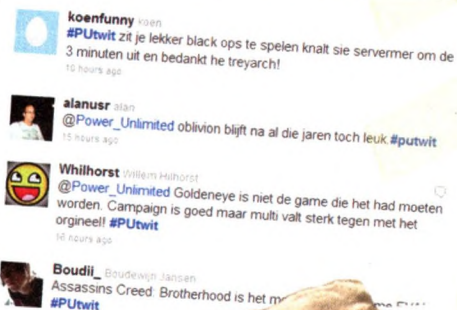 koenfunny koen
#PUtwit zit je lekker black ops te spelen knalt sie servermer om de
3 minuten uit en bedankt he treyarch!
10 hours ago
alanusr alan
@Power_Unlimited oblivion blijft na al die jaren toch leuk #putwit
15 hours ago
Whilhorst Willem Hilhorst
@Power_Unlimited Goldeneye is niet de game die het had moeten
worden. Campaign is goed maar multi valt sterk tegen met het
orgineel! #PUtwit
16 hours ago
Boudii_ Boudewijn Jansen
Assassins Creed: Brotherhood is het
#PUtwit